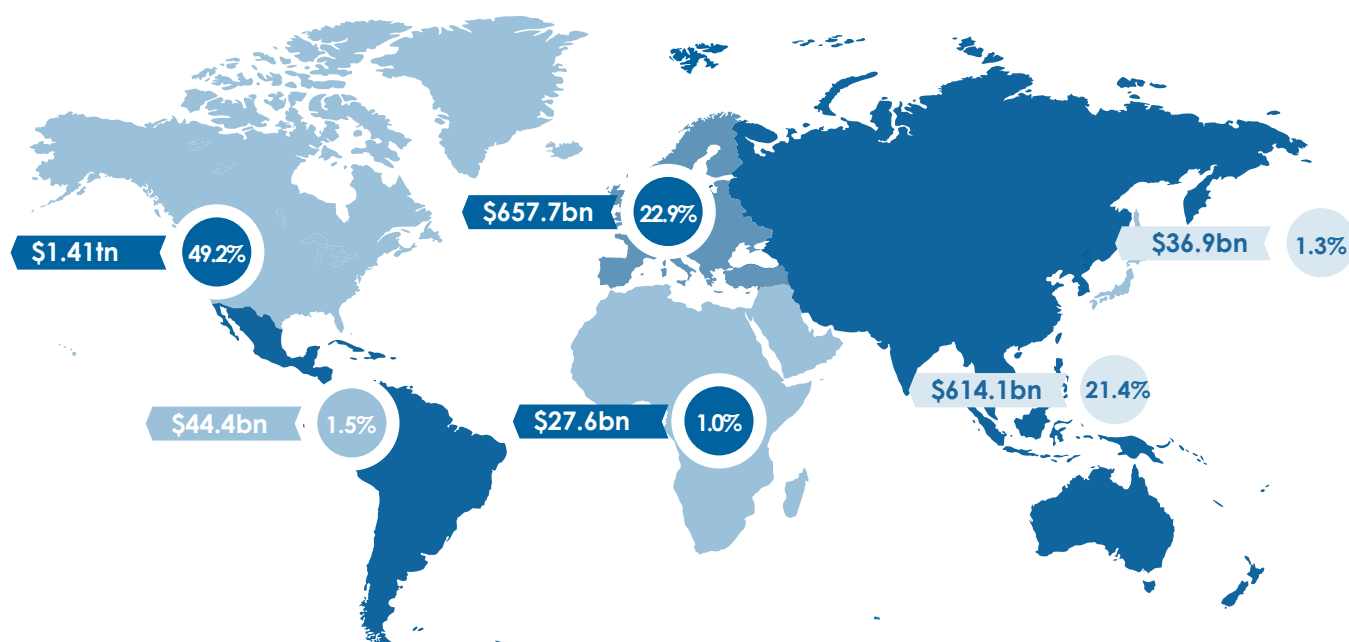 $657.7bn 22.9%
$1.41tn 49.2%
$36.9bn 1.3%
$614.1bn 21.4%
$44.4bn 1.5%
$27.6bn 1.0%